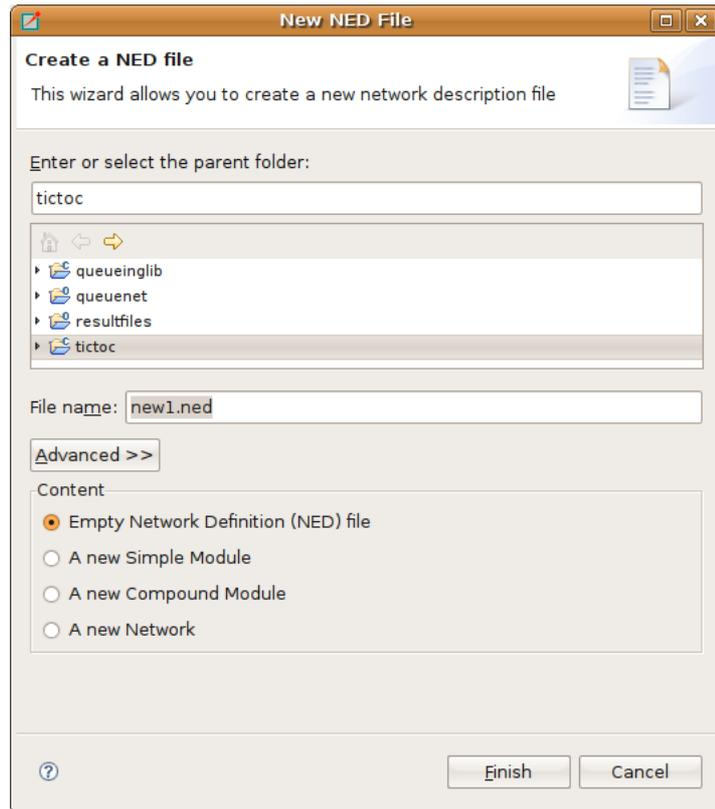 New NED File
Create a NED file
This wizard allows you to create a new network description file
Enter or select the parent folder:
tictoc
queueinglib
queuenet
resultfiles
tictoc
File name: new1.ned
Advanced >>
Content
Empty Network Definition (NED) file
A new Simple Module
A new Compound Module
A new Network
Finish Cancel